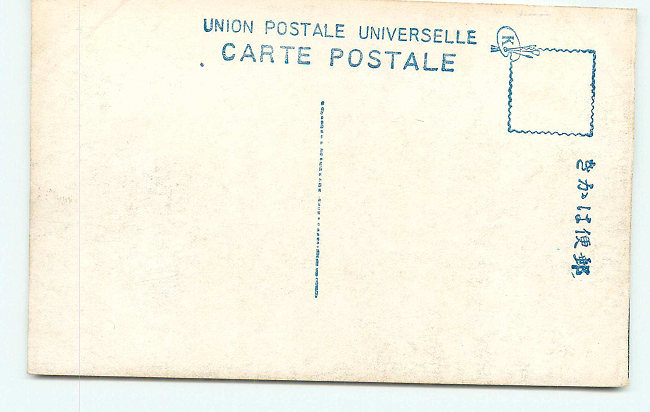 UNION POSTALE UNIVERSELLE
CARTE POSTALE
K
きかは便郵